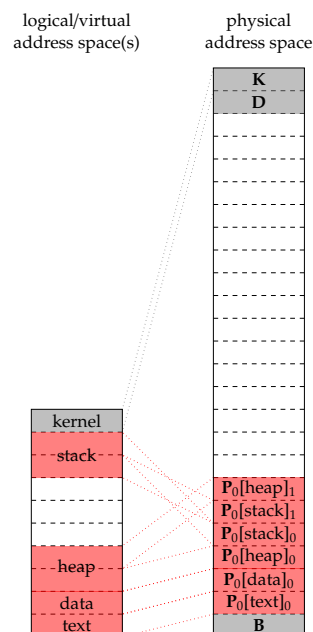 logical/virtual
address space(s)
physical
address space
K
D
kernel
stack
heap
data
text
P0[heap]1
P0[stack]1
P0[stack]0
P0[heap]0
P0[data]0
P0[text]0
B